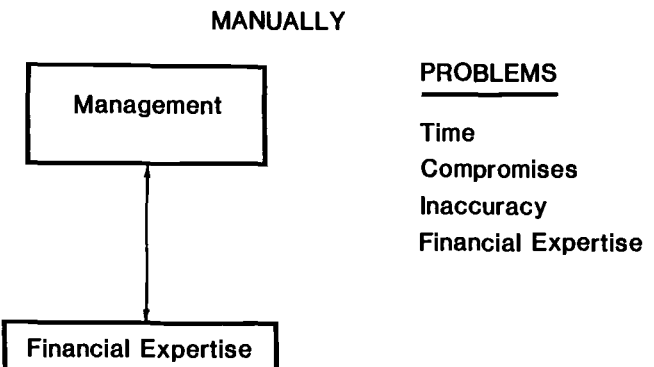 MANUALLY
Management
Financial Expertise
PROBLEMS
Time
Compromises
Inaccuracy
Financial Expertise